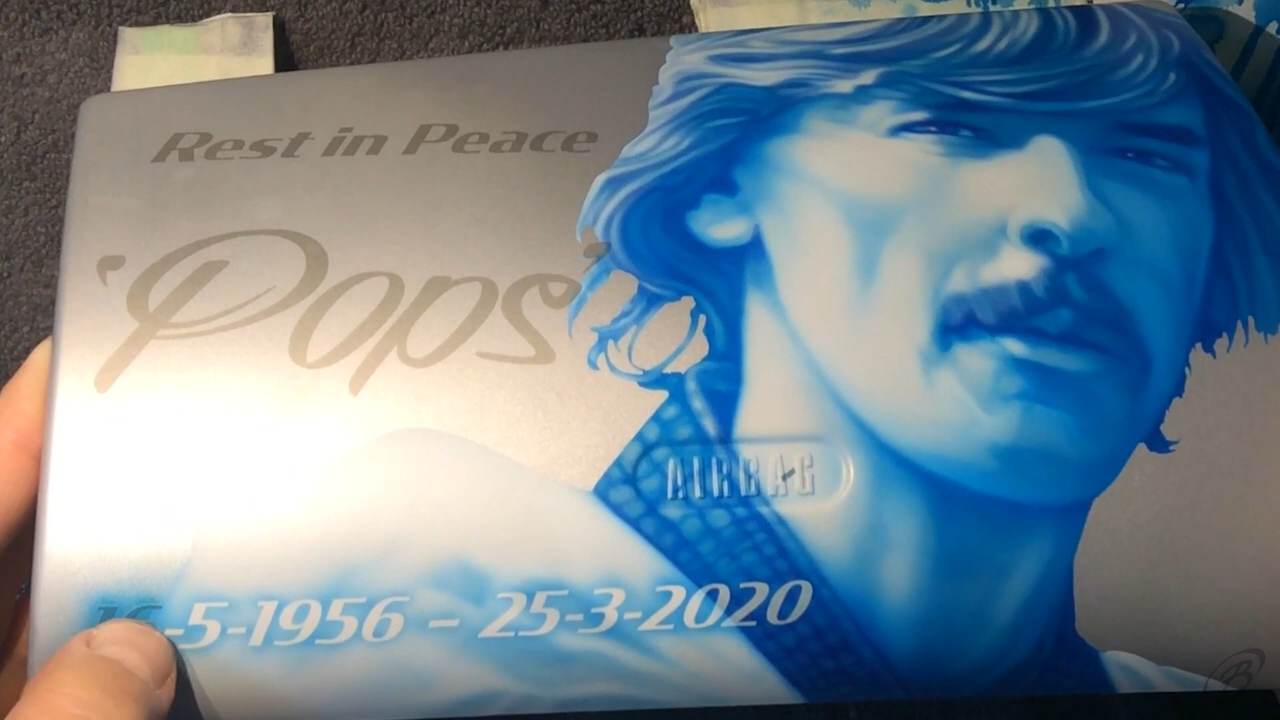 Rest in Peace
'Pops'
AIRBAG
16-5-1956 – 25-3-2020
B